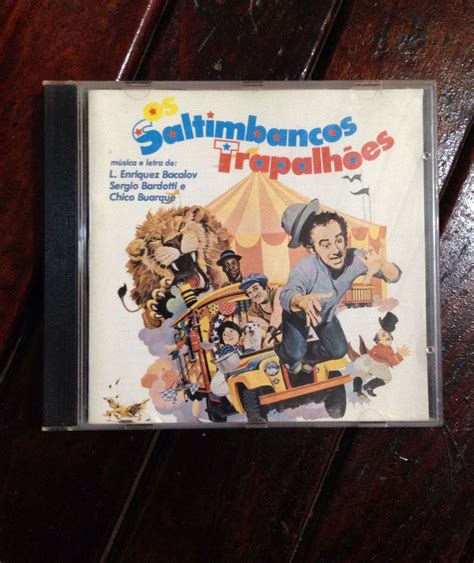 os
Saltimbancos
Trapalhões
música e letra de:
L. Enriquez Bacalov
Sergio Bardotti e
Chico Buarque